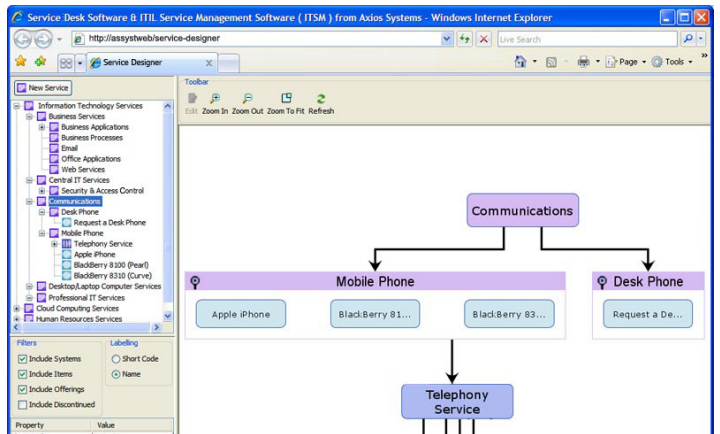 Service Desk Software & ITIL Service Management Software ( ITSM ) from Axios Systems - Windows Internet Explorer
http://assystweb/service-designer
Live Search
Service Designer
Page
Tools
New Service
Information Technology Services
Business Services
Business Applications
Business Processes
Email
Office Applications
Web Services
Central IT Services
Security & Access Control
Communications
Desk Phone
Request a Desk Phone
Mobile Phone
Telephony Service
Apple iPhone
BlackBerry 8100 (Pearl)
BlackBerry 8310 (Curve)
Desktop/Laptop Computer Services
Professional IT Services
Cloud Computing Services
Human Resources Services
Filters
Labeling
Include Systems
Short Code
Include Items
Name
Include Offerings
Include Discontinued
Property Value
Toolbar
Edit Zoom In Zoom Out Zoom To Fit Refresh
Communications
Mobile Phone
Desk Phone
Apple iPhone
BlackBerry 81...
BlackBerry 83...
Request a De...
Telephony
Service